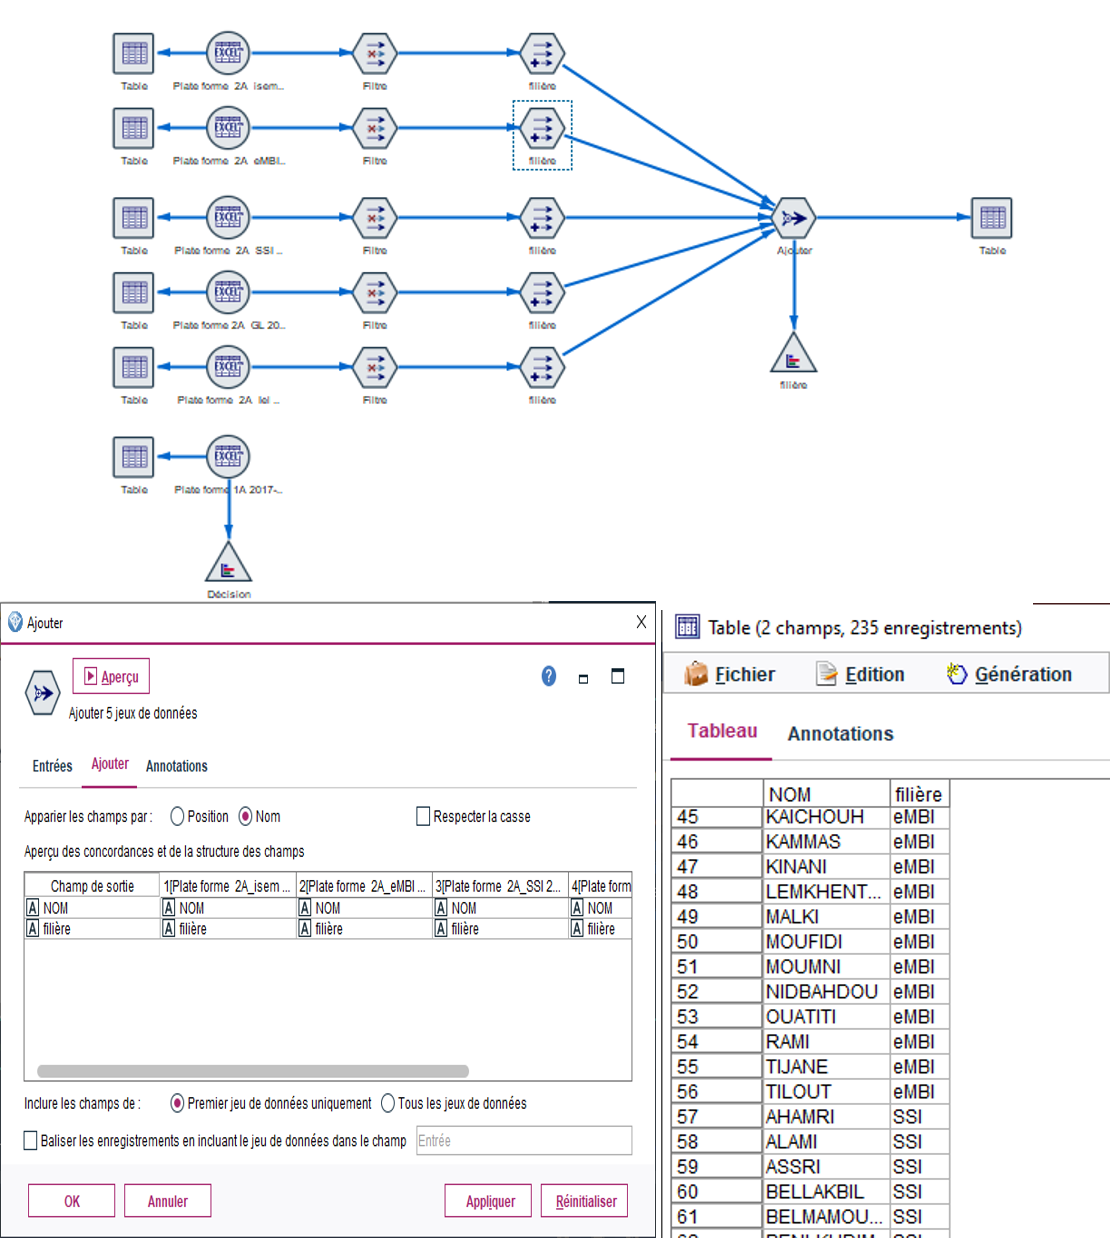 EXCEL™
Table
Plate forme 2A isem...
Filtre
filière
EXCEL™
Table
Plate forme 2A eMBI...
Filtre
filière
EXCEL™
Table
Plate forme 2A SSI ...
Filtre
filière
Ajouter
Table
EXCEL™
Table
Plate forme 2A GL 20...
Filtre
filière
EXCEL™
Table
Plate forme 2A iel ...
Filtre
filière
filière
EXCEL™
Table
Plate forme 1A 2017-...
Décision
Ajouter
X
Aperçu
?
Ajouter 5 jeux de données
Entrées Ajouter Annotations
Apparier les champs par : Position Nom Respecter la casse
Aperçu des concordances et de la structure des champs
Champ de sortie 1[Plate forme 2A_isem ... 2[Plate forme 2A_eMBI ... 3[Plate forme 2A_SSI 2... 4[Plate form
A NOM A NOM A NOM A NOM A NOM
A filière A filière A filière A filière A filière
Inclure les champs de : Premier jeu de données uniquement Tous les jeux de données
Baliser les enregistrements en incluant le jeu de données dans le champ Entrée
OK Annuler Appliquer Réinitialiser
Table (2 champs, 235 enregistrements)
Fichier Edition Génération
Tableau Annotations
NOM filière
45 KAICHOUH eMBI
46 KAMMAS eMBI
47 KINANI eMBI
48 LEMKHENT... eMBI
49 MALKI eMBI
50 MOUFIDI eMBI
51 MOUMNI eMBI
52 NIDBAHDOU eMBI
53 OUATITI eMBI
54 RAMI eMBI
55 TIJANE eMBI
56 TILOUT eMBI
57 AHAMRI SSI
58 ALAMI SSI
59 ASSRI SSI
60 BELLAKBIL SSI
61 BELMAMOU... SSI